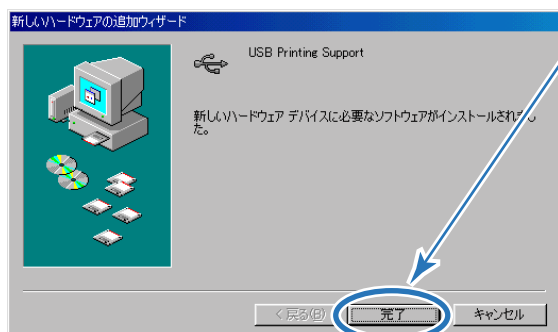 新しいハードウェアの追加ウィザード
USB Printing Support
新しいハードウェア デバイスに必要なソフトウェアがインストールされまし
た。
< 戻る(B)
完了
キャンセル